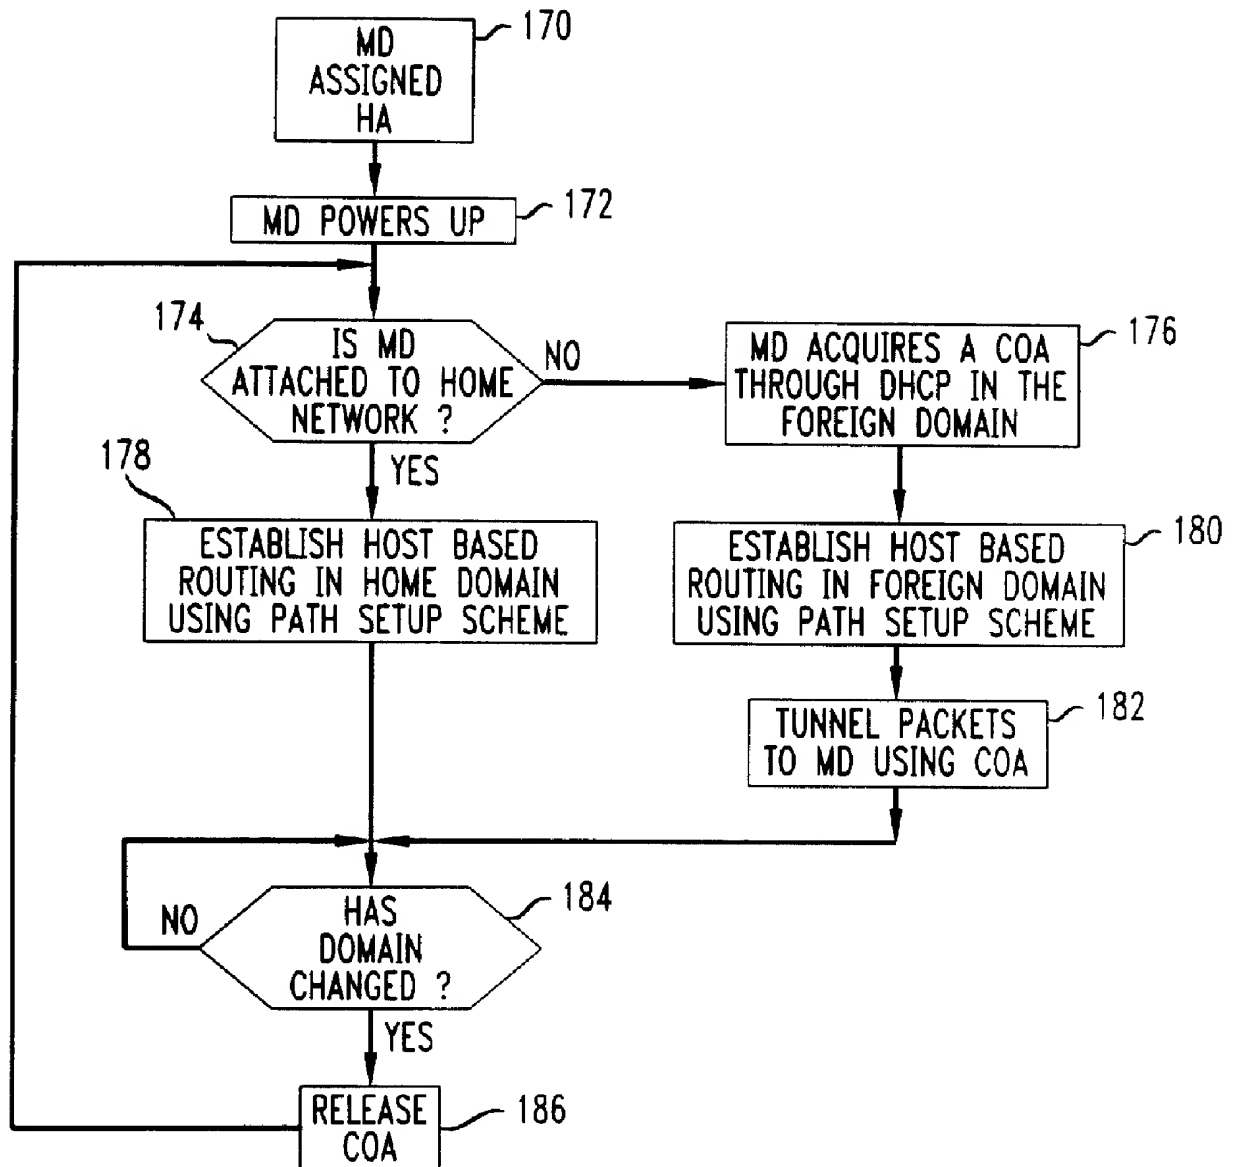 170
MD
ASSIGNED
HA
172
MD POWERS UP
174
IS MD
ATTACHED TO HOME
NETWORK ?
NO
176
MD ACQUIRES A COA
THROUGH DHCP IN THE
FOREIGN DOMAIN
YES
178
ESTABLISH HOST BASED
ROUTING IN HOME DOMAIN
USING PATH SETUP SCHEME
180
ESTABLISH HOST BASED
ROUTING IN FOREIGN DOMAIN
USING PATH SETUP SCHEME
182
TUNNEL PACKETS
TO MD USING COA
184
HAS
DOMAIN
CHANGED ?
NO
YES
186
RELEASE
COA